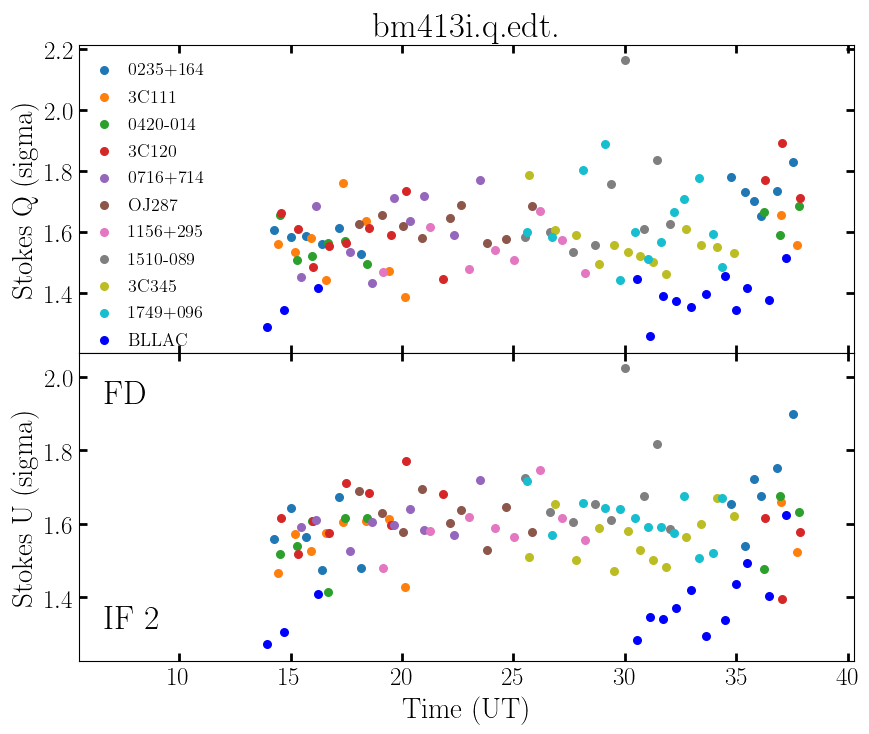 bm413i.q.edt.
2.2
2.0
1.8
1.6
1.4
Stokes Q (sigma)
0235+164
3C111
0420-014
3C120
0716+714
OJ287
1156+295
1510-089
3C345
1749+096
BLLAC
2.0
1.8
1.6
1.4
Stokes U (sigma)
FD
IF 2
10 15 20 25 30 35 40
Time (UT)